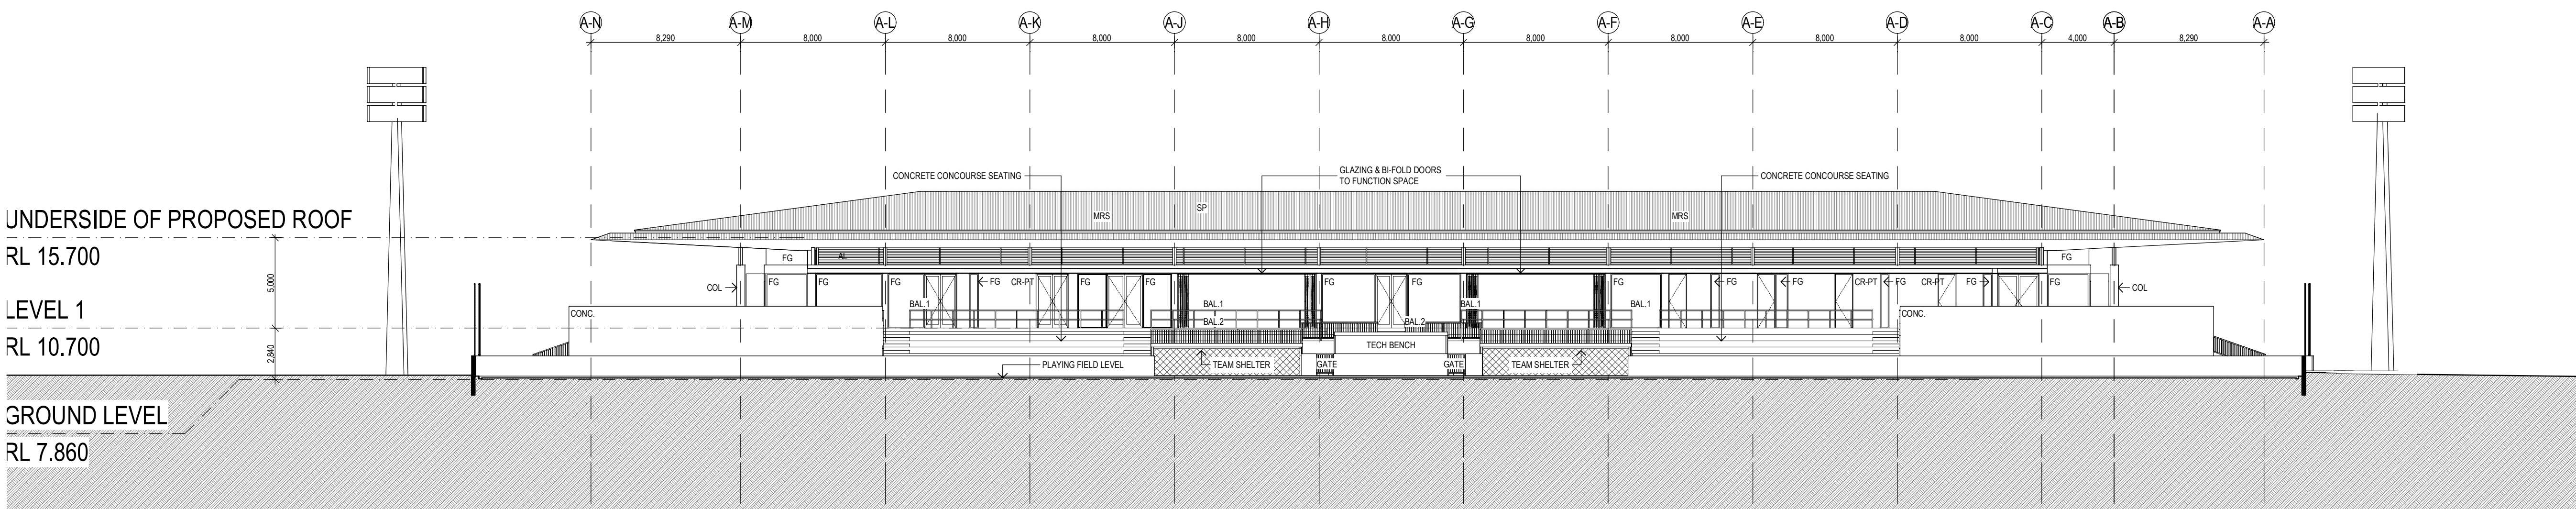 A-N A-M A-L A-K A-J A-H A-G A-F A-E A-D A-C A-B A-A
8,290 8,000 8,000 8,000 8,000 8,000 8,000 8,000 8,000 8,000 4,000 8,290
CONCRETE CONCOURSE SEATING
GLAZING & BI-FOLD DOORS
TO FUNCTION SPACE
CONCRETE CONCOURSE SEATING
UNDERSIDE OF PROPOSED ROOF
RL 15.700
MRS SP MRS
FG AL FG
5,000
COL FG FG FG FG CR-PT FG FG FG FG FG FG FG CR-PT FG CR-PT FG FG COL
LEVEL 1
RL 10.700
CONC. BAL.1 BAL.1 BAL.1 BAL.1 CONC.
BAL.2 BAL.2
2,840
TECH BENCH
PLAYING FIELD LEVEL TEAM SHELTER GATE GATE TEAM SHELTER
GROUND LEVEL
RL 7.860